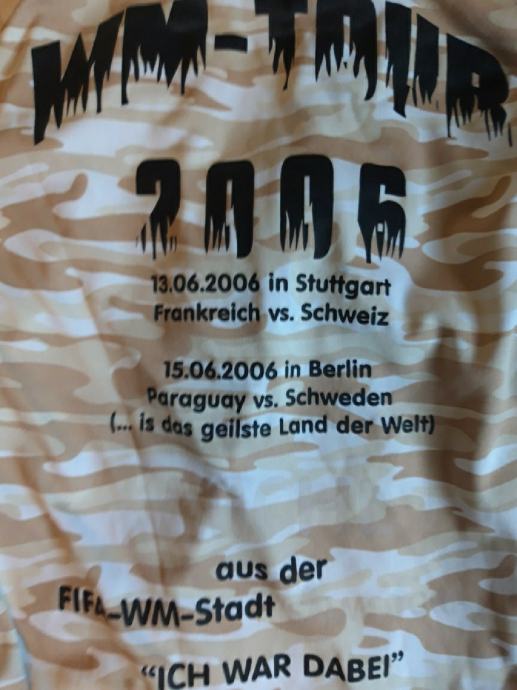 WM-TOUR
2006
13.06.2006 in Stuttgart
Frankreich vs. Schweiz
15.06.2006 in Berlin
Paraguay vs. Schweden
(... is das geilste Land der Welt)
aus der
FIFA-WM-Stadt
"ICH WAR DABEI"